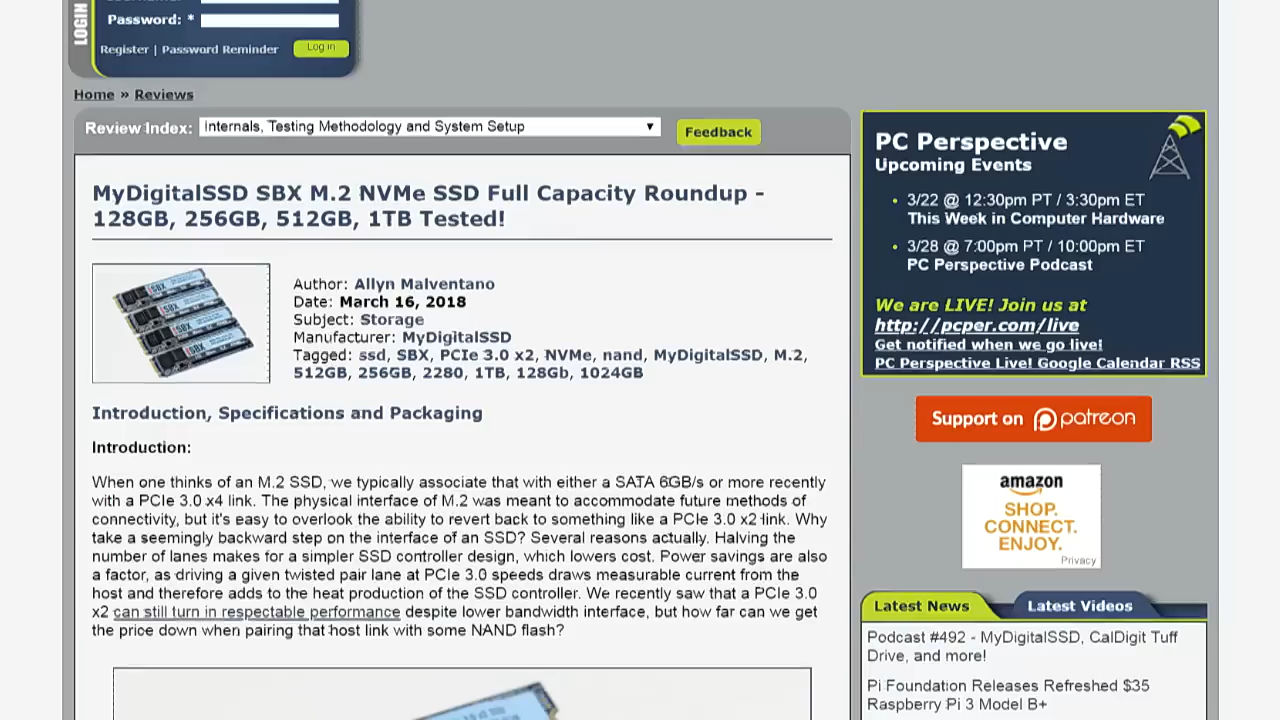 LOGIN
Password: *
Register | Password Reminder
Log in
Home » Reviews
Review Index:
Internals, Testing Methodology and System Setup
Feedback
MyDigitalSSD SBX M.2 NVMe SSD Full Capacity Roundup -
128GB, 256GB, 512GB, 1TB Tested!
SBX
SBX
SBX
SBX
Author: Allyn Malventano
Date: March 16, 2018
Subject: Storage
Manufacturer: MyDigitalSSD
Tagged: ssd, SBX, PCIe 3.0 x2, NVMe, nand, MyDigitalSSD, M.2,
512GB, 256GB, 2280, 1TB, 128Gb, 1024GB
Introduction, Specifications and Packaging
Introduction:
When one thinks of an M.2 SSD, we typically associate that with either a SATA 6GB/s or more recently
with a PCIe 3.0 x4 link. The physical interface of M.2 was meant to accommodate future methods of
connectivity, but it's easy to overlook the ability to revert back to something like a PCIe 3.0 x2 link. Why
take a seemingly backward step on the interface of an SSD? Several reasons actually. Halving the
number of lanes makes for a simpler SSD controller design, which lowers cost. Power savings are also
a factor, as driving a given twisted pair lane at PCIe 3.0 speeds draws measurable current from the
host and therefore adds to the heat production of the SSD controller. We recently saw that a PCIe 3.0
x2 can still turn in respectable performance despite lower bandwidth interface, but how far can we get
the price down when pairing that host link with some NAND flash?
PC Perspective
Upcoming Events
• 3/22 @ 12:30pm PT / 3:30pm ET
This Week in Computer Hardware
• 3/28 @ 7:00pm PT / 10:00pm ET
PC Perspective Podcast
We are LIVE! Join us at
http://pcper.com/live
Get notified when we go live!
PC Perspective Live! Google Calendar RSS
Support on patreon
amazon
SHOP.
CONNECT.
ENJOY.
Privacy
Latest News
Latest Videos
Podcast #492 - MyDigitalSSD, CalDigit Tuff
Drive, and more!
Pi Foundation Releases Refreshed $35
Raspberry Pi 3 Model B+